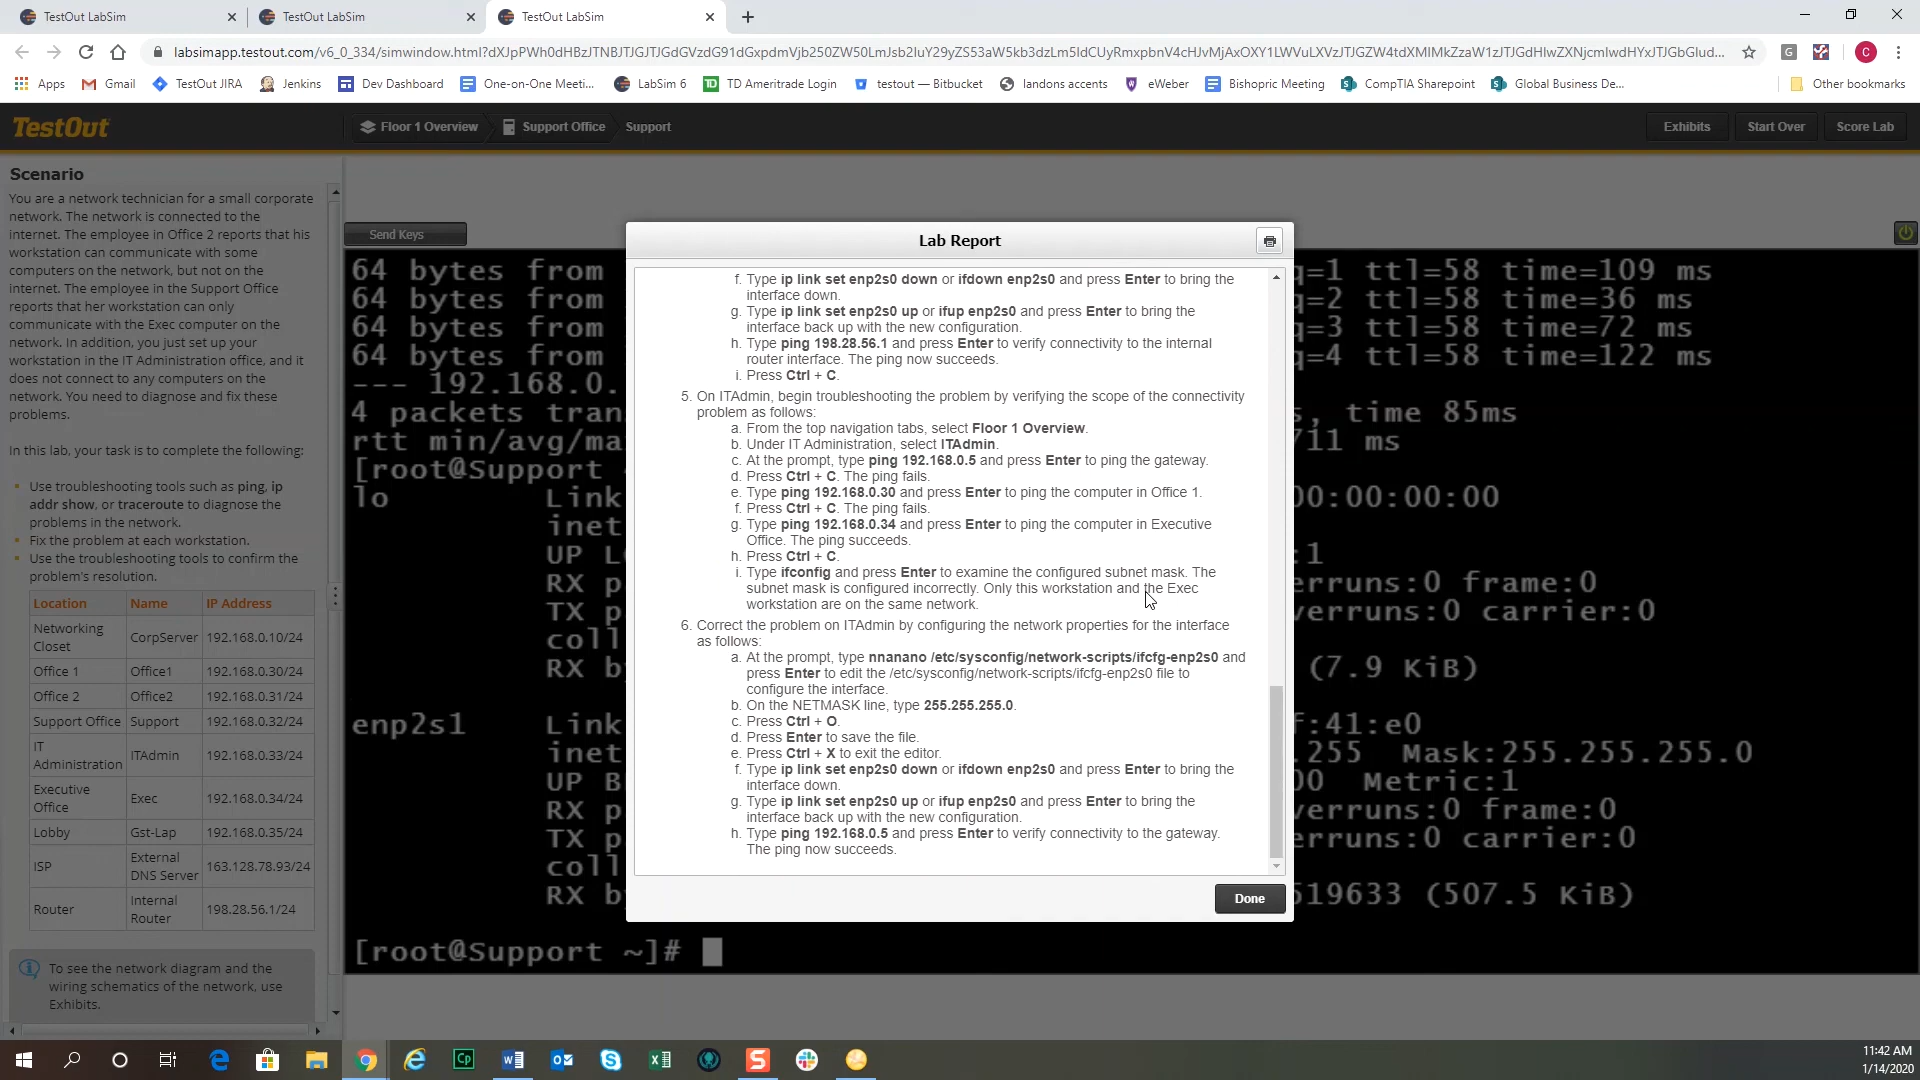 TestOut LabSim
TestOut LabSim
TestOut LabSim
labsimapp.testout.com/v6_0_334/simwindow.html?
Apps
Gmail
TestOut JIRA
Jenkins
Dev Dashboard
One-on-One Meeti...
LabSim 6
TD Ameritrade Login
testout — Bitbucket
landons accents
eWeber
Bishopric Meeting
CompTIA Sharepoint
Global Business De...
Other bookmarks
TestOut
Floor 1 Overview
Support Office
Support
Exhibits
Start Over
Score Lab
Scenario
You are a network technician for a small corporate
network. The network is connected to the
internet. The employee in Office 2 reports that his
workstation can communicate with some
computers on the network, but not on the
internet. The employee in the Support Office
reports that her workstation can only
communicate with the Exec computer on the
network. In addition, you just set up your
workstation in the IT Administration office, and it
does not connect to any computers on the
network. You need to diagnose and fix these
problems.
In this lab, your task is to complete the following:
Use troubleshooting tools such as ping, ip
addr show, or traceroute to diagnose the
problems in the network.
Fix the problem at each workstation.
Use the troubleshooting tools to confirm the
problem's resolution.
Location Name IP Address
Networking
Closet CorpServer 192.168.0.10/24
Office 1 Office1 192.168.0.30/24
Office 2 Office2 192.168.0.31/24
Support Office Support 192.168.0.32/24
IT
Administration ITAdmin 192.168.0.33/24
Executive
Office Exec 192.168.0.34/24
Lobby Gst-Lap 192.168.0.35/24
ISP External
DNS Server 163.128.78.93/24
Router Internal
Router 198.28.56.1/24
To see the network diagram and the
wiring schematics of the network, use
Exhibits.
Send Keys
64 bytes from q=1 ttl=58 time=109 ms
64 bytes from q=2 ttl=58 time=36 ms
64 bytes from q=3 ttl=58 time=72 ms
64 bytes from q=4 ttl=58 time=122 ms
--- 192.168.0.
4 packets tran s, time 85ms
rtt min/avg/ma 711 ms
[root@Support
lo Link 00:00:00:00
inet
UP L :1
RX p erruns:0 frame:0
TX p verruns:0 carrier:0
coll
RX b (7.9 KiB)
enp2s1 Link f:41:e0
inet .255 Mask:255.255.255.0
UP B 00 Metric:1
RX p verruns:0 frame:0
TX p erruns:0 carrier:0
coll
RX b 519633 (507.5 KiB)
[root@Support ~]#
Lab Report
f. Type ip link set enp2s0 down or ifdown enp2s0 and press Enter to bring the
interface down.
g. Type ip link set enp2s0 up or ifup enp2s0 and press Enter to bring the
interface back up with the new configuration.
h. Type ping 198.28.56.1 and press Enter to verify connectivity to the internal
router interface. The ping now succeeds.
i. Press Ctrl + C.
5. On ITAdmin, begin troubleshooting the problem by verifying the scope of the connectivity
problem as follows:
a. From the top navigation tabs, select Floor 1 Overview.
b. Under IT Administration, select ITAdmin.
c. At the prompt, type ping 192.168.0.5 and press Enter to ping the gateway.
d. Press Ctrl + C. The ping fails.
e. Type ping 192.168.0.30 and press Enter to ping the computer in Office 1.
f. Press Ctrl + C. The ping fails.
g. Type ping 192.168.0.34 and press Enter to ping the computer in Executive
Office. The ping succeeds.
h. Press Ctrl + C.
i. Type ifconfig and press Enter to examine the configured subnet mask. The
subnet mask is configured incorrectly. Only this workstation and the Exec
workstation are on the same network.
6. Correct the problem on ITAdmin by configuring the network properties for the interface
as follows:
a. At the prompt, type nnanano /etc/sysconfig/network-scripts/ifcfg-enp2s0 and
press Enter to edit the /etc/sysconfig/network-scripts/ifcfg-enp2s0 file to
configure the interface.
b. On the NETMASK line, type 255.255.255.0.
c. Press Ctrl + O.
d. Press Enter to save the file.
e. Press Ctrl + X to exit the editor.
f. Type ip link set enp2s0 down or ifdown enp2s0 and press Enter to bring the
interface down.
g. Type ip link set enp2s0 up or ifup enp2s0 and press Enter to bring the
interface back up with the new configuration.
h. Type ping 192.168.0.5 and press Enter to verify connectivity to the gateway.
The ping now succeeds.
Done
11:42 AM
1/14/2020